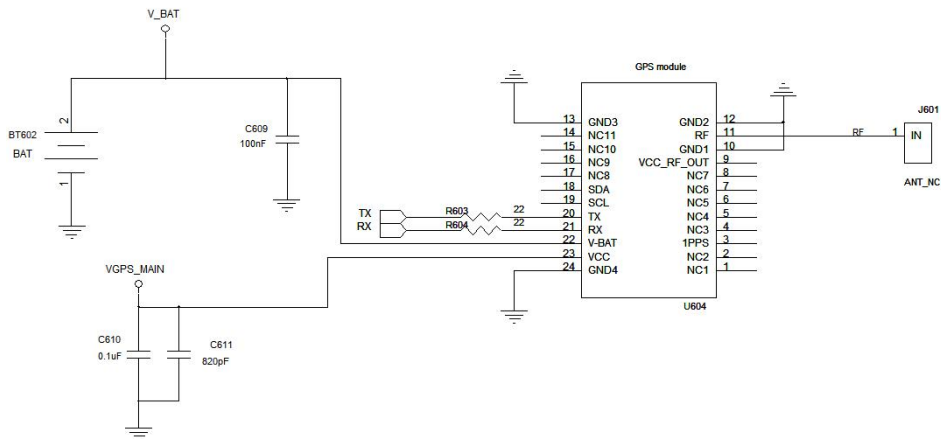 V_BAT
GPS module
BT602
2
BAT
1
C609
100nF
J601
1 IN
RF
ANT_NC
13 GND3 GND2 12
14 NC11 RF 11
15 NC10 GND1 10
16 NC9 VCC_RF_OUT 9
17 NC8 NC7 8
18 SDA NC6 7
19 SCL NC5 6
TX R603 22 20 TX NC4 5
RX R604 22 21 RX NC3 4
22 V-BAT 1PPS 3
23 VCC NC2 2
24 GND4 NC1 1
U604
VGPS_MAIN
C610
0.1uF
C611
820pF